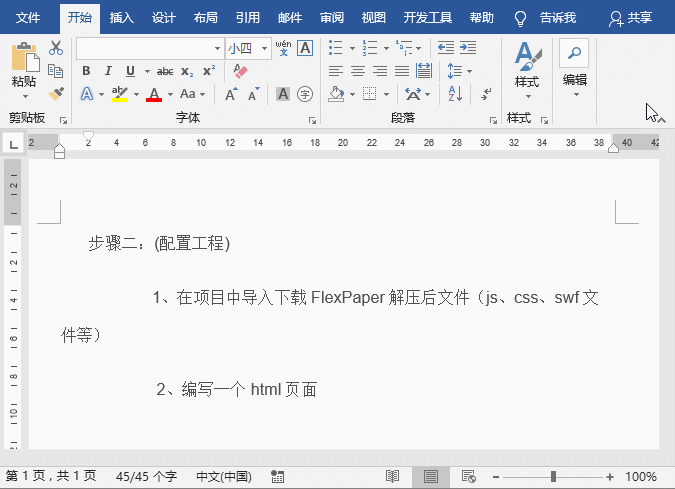 文件 开始 插入 设计 布局 引用 邮件 审阅 视图 开发工具 帮助 告诉我 共享
小四 wén 文 A
粘贴 B I U abc x₂ x² 样式 编辑
A aby A Aa A A A 字
剪贴板 字体 段落 样式
L 2 2 4 6 8 10 12 14 16 18 20 22 24 26 28 30 32 34 36 38 40 42
步骤二：(配置工程)
1、在项目中导入下载 FlexPaper 解压后文件（js、css、swf 文
件等）
2、编写一个 html 页面
第 1 页，共 1 页 45/45 个字 中文(中国) 100%